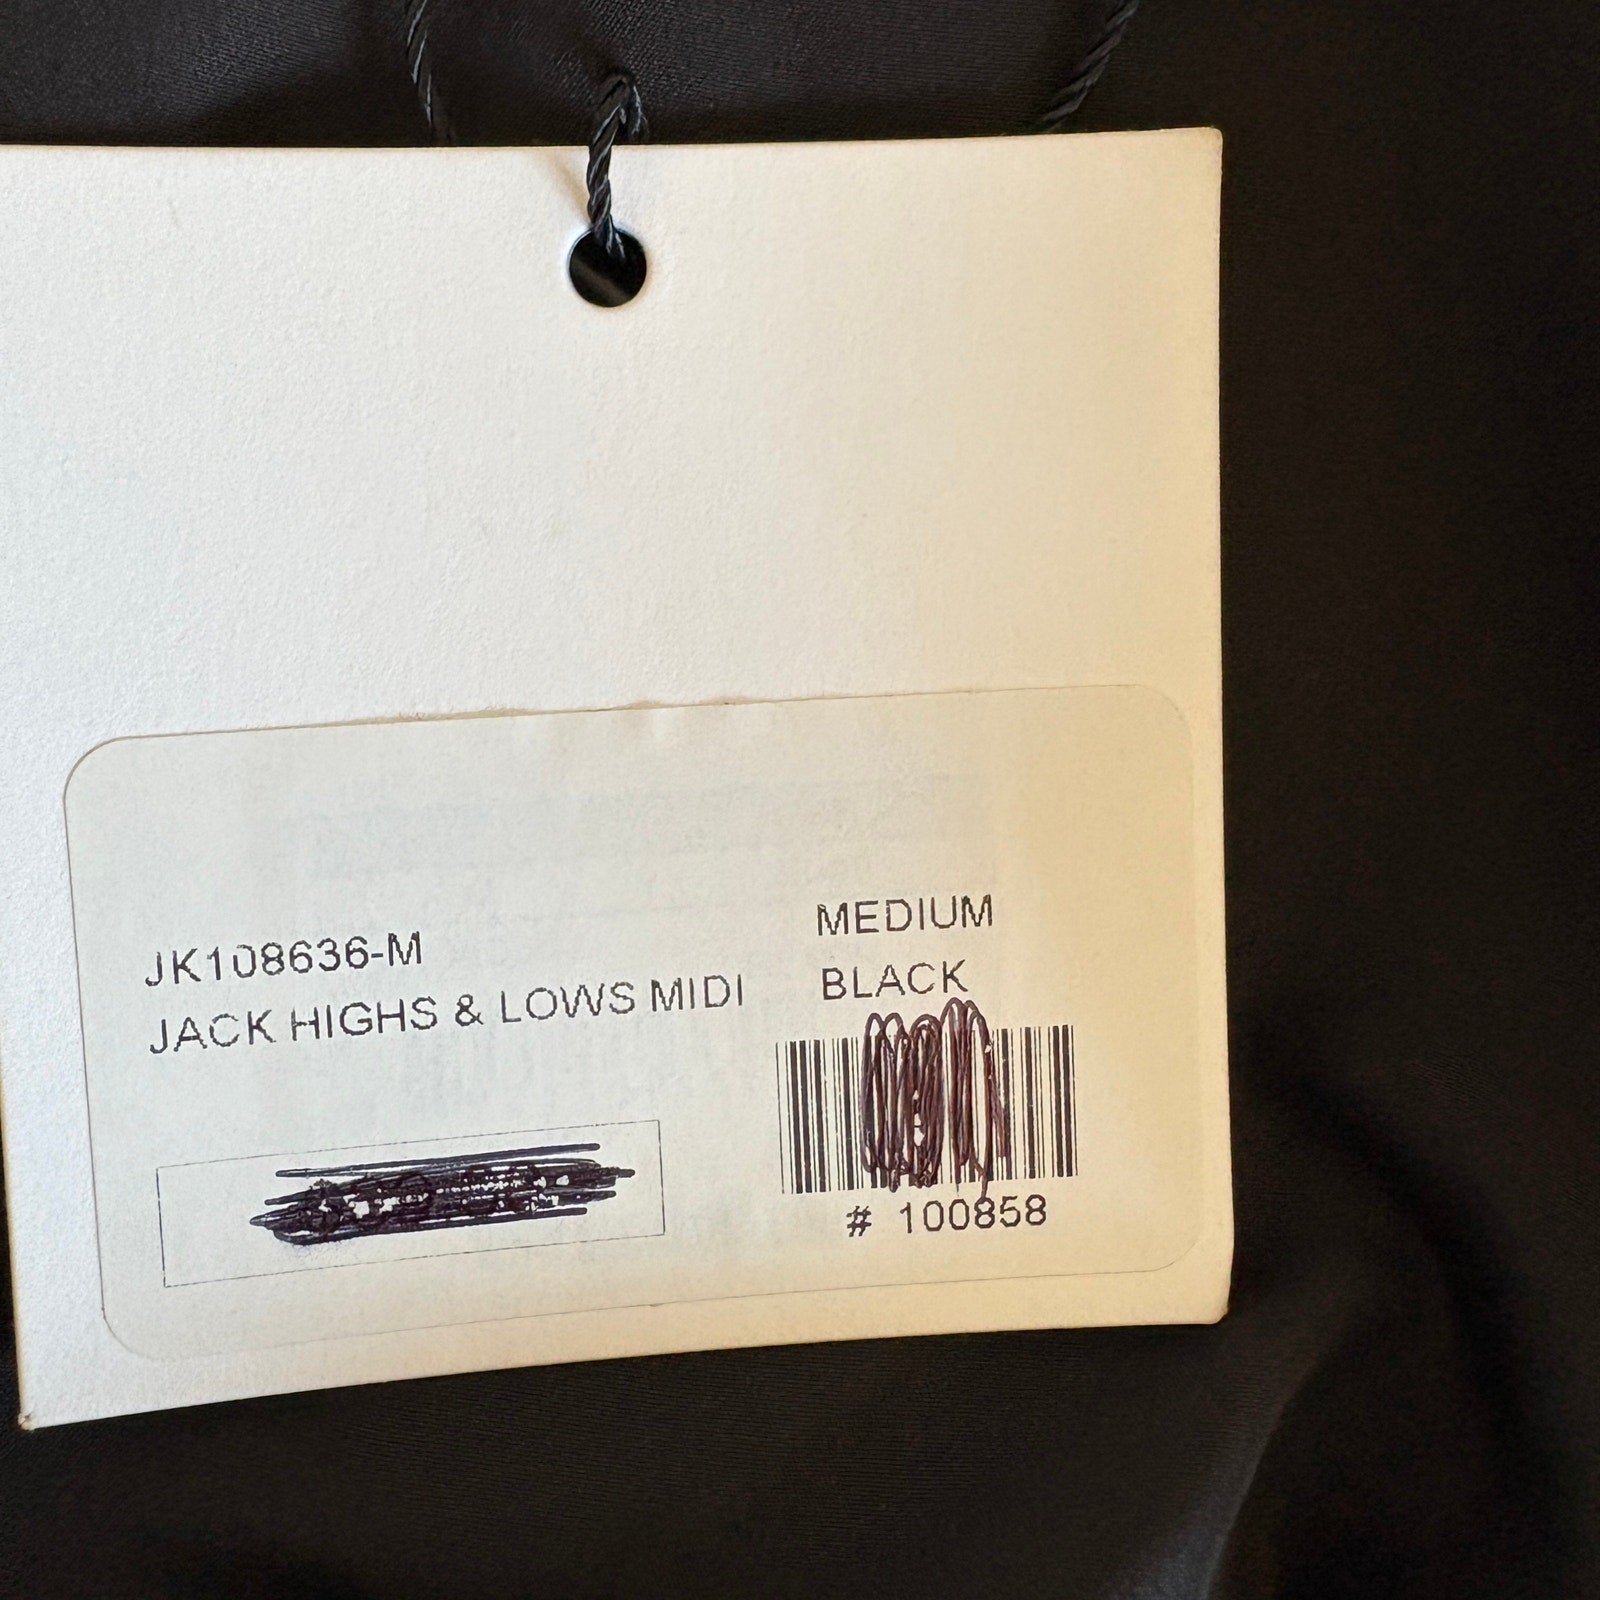 JK108636-M
JACK HIGHS & LOWS MIDI
MEDIUM
BLACK
# 100858